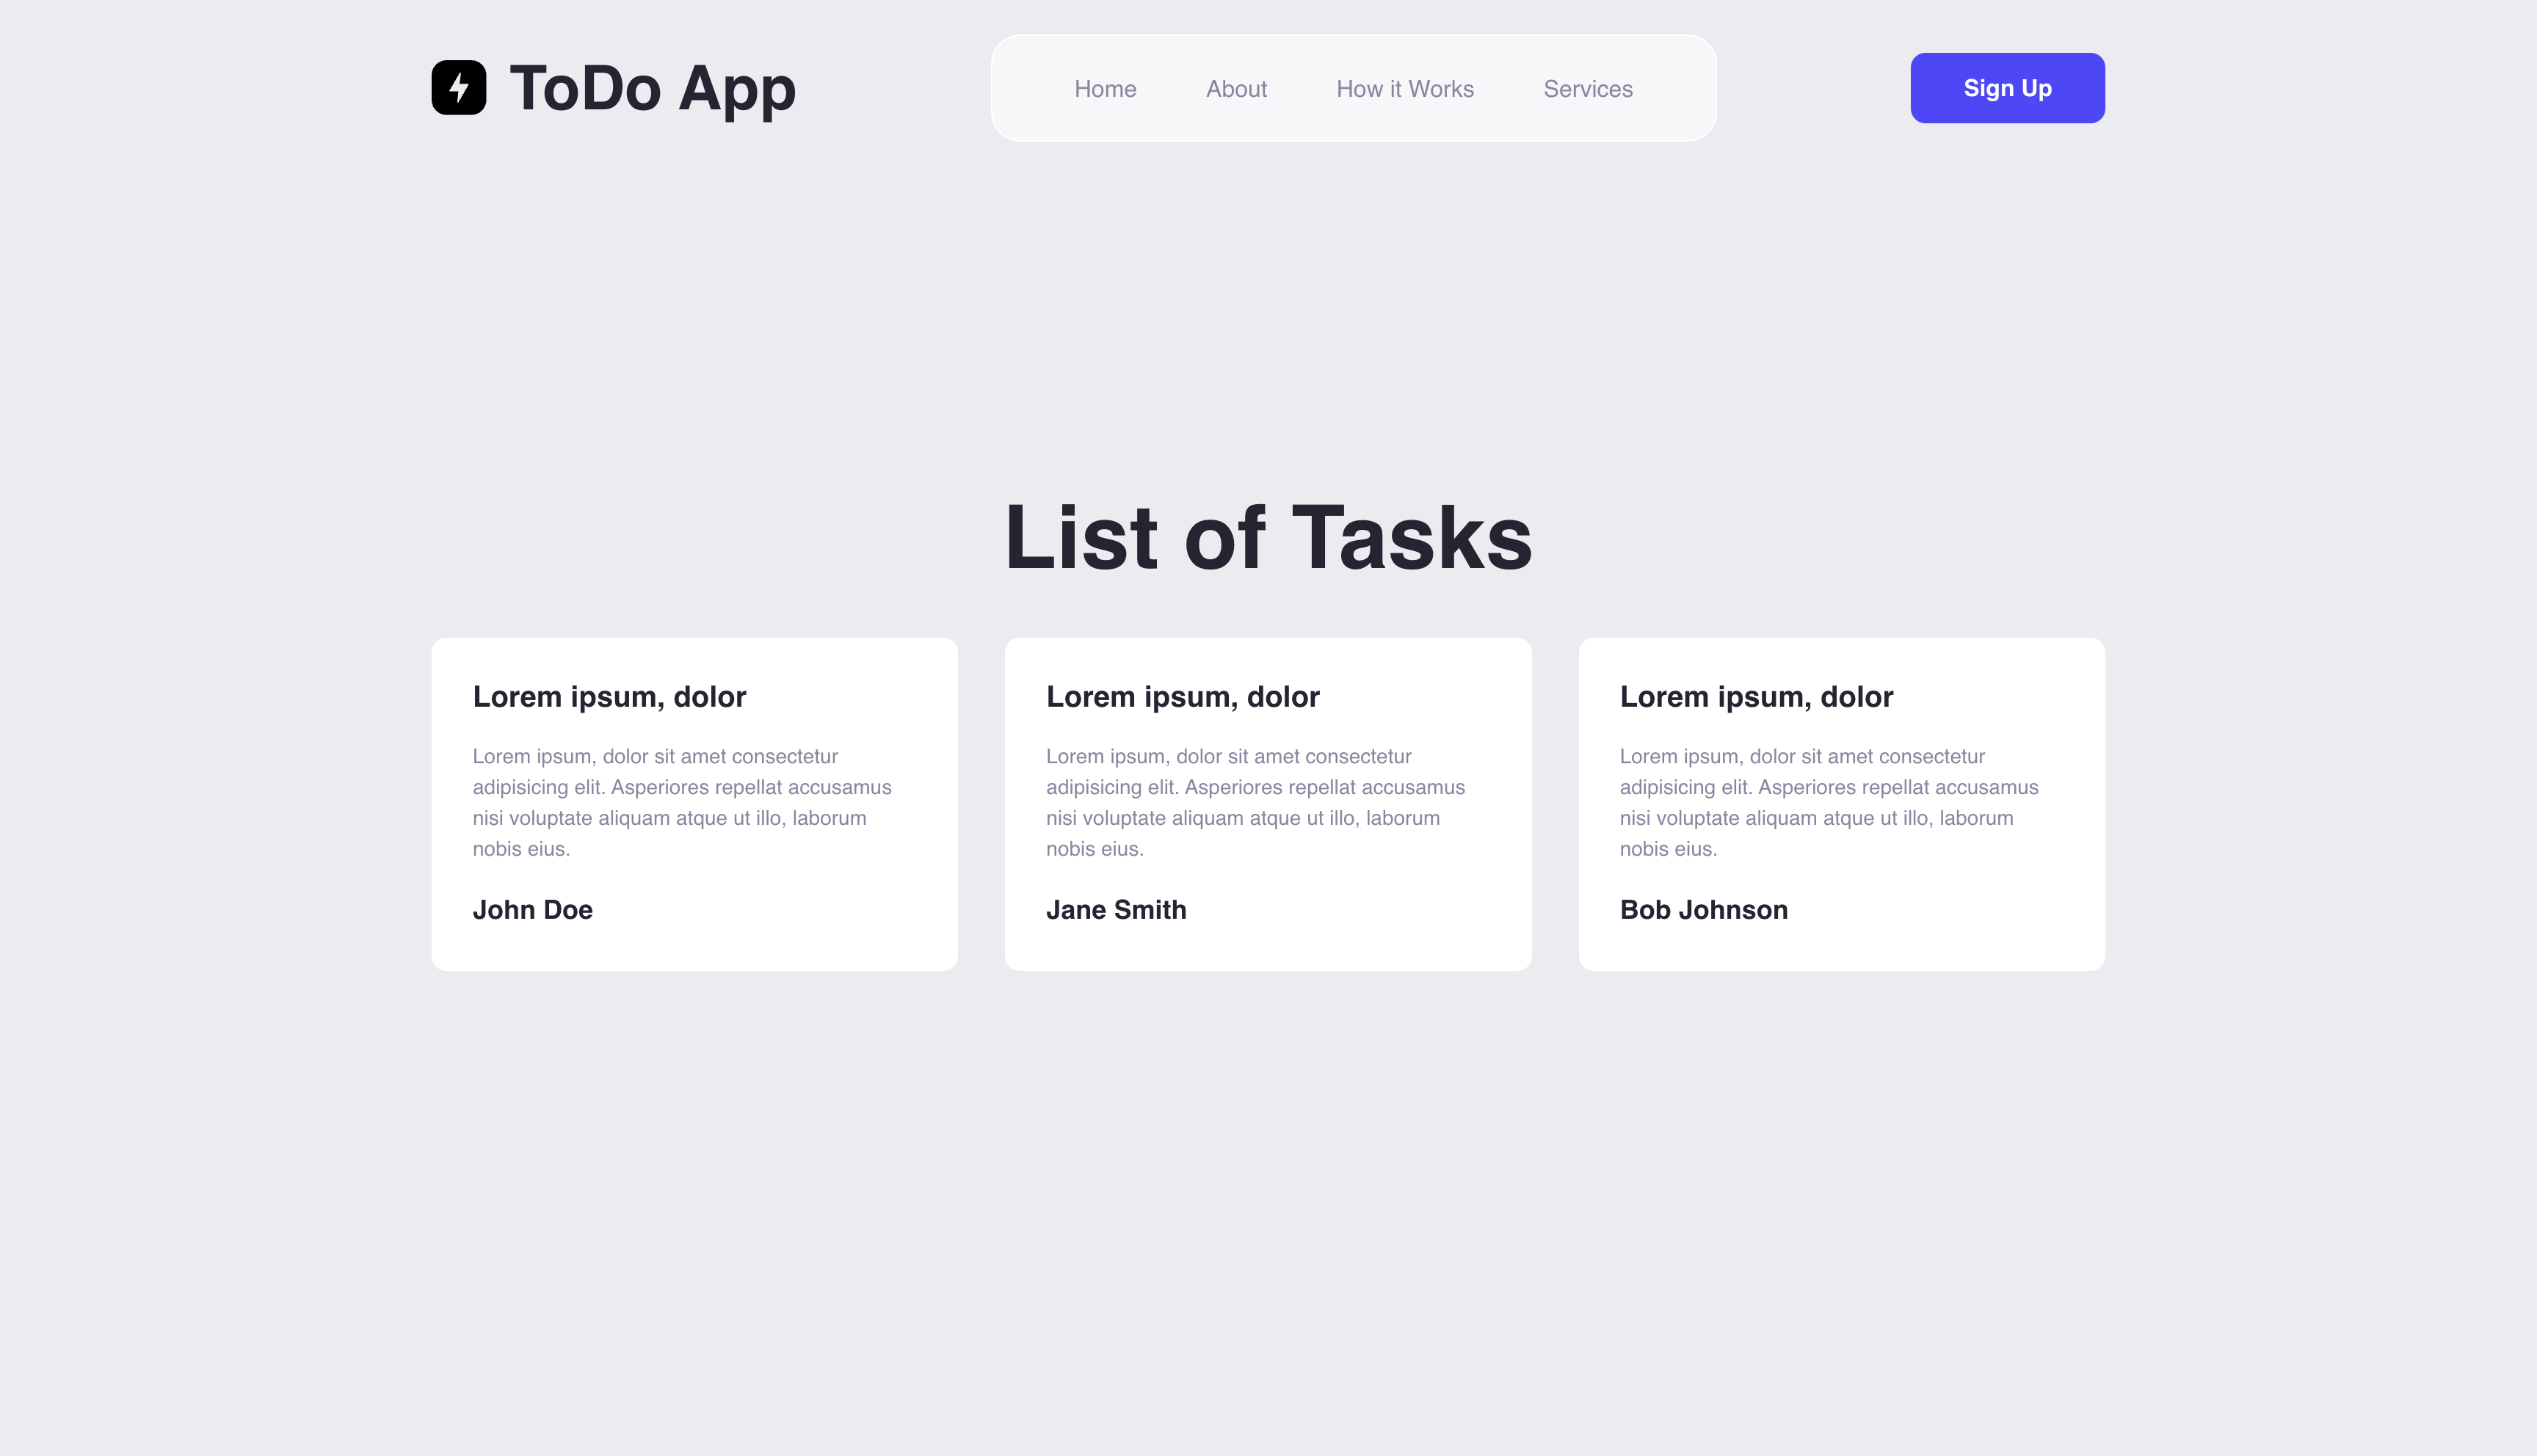 ToDo App
Home
About
How it Works
Services
Sign Up
List of Tasks
Lorem ipsum, dolor
Lorem ipsum, dolor sit amet consectetur
adipisicing elit. Asperiores repellat accusamus
nisi voluptate aliquam atque ut illo, laborum
nobis eius.
John Doe
Lorem ipsum, dolor
Lorem ipsum, dolor sit amet consectetur
adipisicing elit. Asperiores repellat accusamus
nisi voluptate aliquam atque ut illo, laborum
nobis eius.
Jane Smith
Lorem ipsum, dolor
Lorem ipsum, dolor sit amet consectetur
adipisicing elit. Asperiores repellat accusamus
nisi voluptate aliquam atque ut illo, laborum
nobis eius.
Bob Johnson